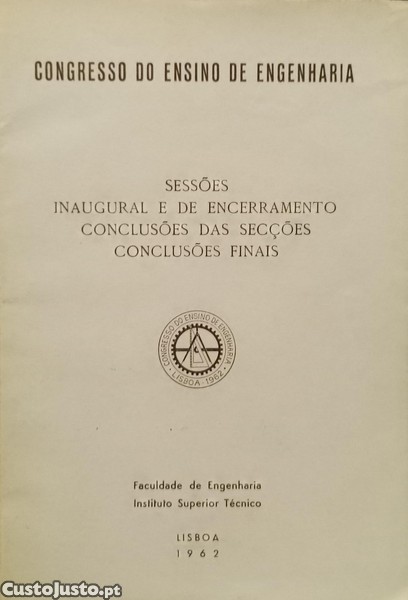 CONGRESSO DO ENSINO DE ENGENHARIA
SESSÕES
INAUGURAL E DE ENCERRAMENTO
CONCLUSÕES DAS SECÇÕES
CONCLUSÕES FINAIS
CONGRESSO DO ENSINO DE ENGENHARIA
· LISBOA - 1962 ·
Faculdade de Engenharia
Instituto Superior Técnico
LISBOA
1962
CustoJusto.pt